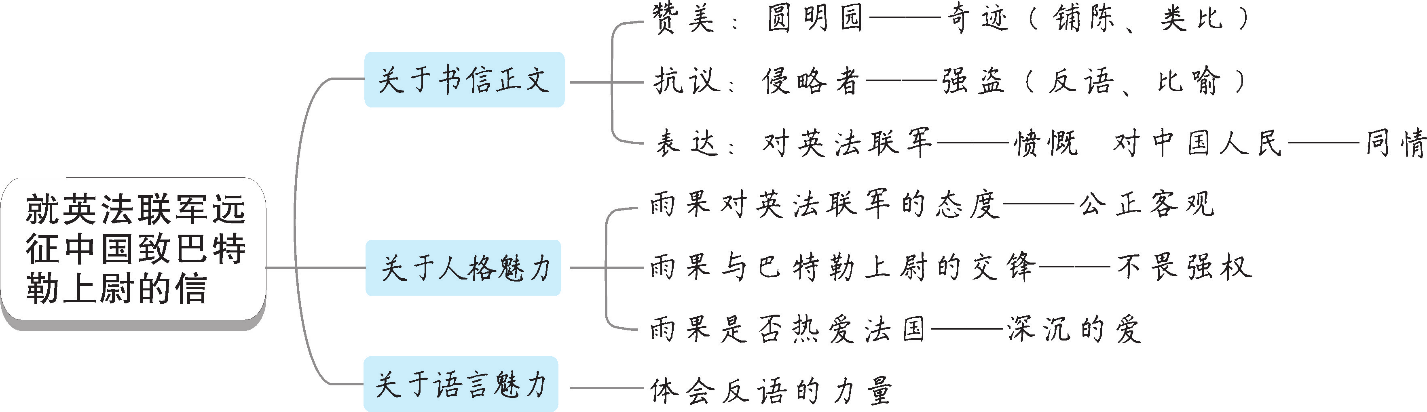 就英法联军远
征中国致巴特
勒上尉的信
关于书信正文
赞美：圆明园——奇迹（铺陈、类比）
抗议：侵略者——强盗（反语、比喻）
表达：对英法联军——愤慨 对中国人民——同情
关于人格魅力
雨果对英法联军的态度——公正客观
雨果与巴特勒上尉的交锋——不畏强权
雨果是否热爱法国——深沉的爱
关于语言魅力
体会反语的力量